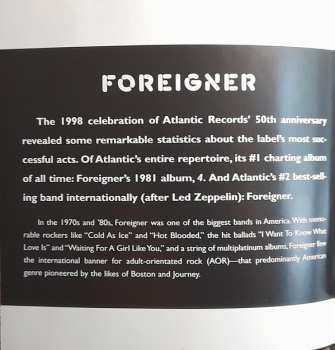 FOREIGNER
The 1998 celebration of Atlantic Records' 50th anniversary
revealed some remarkable statistics about the label's most suc-
cessful acts. Of Atlantic's entire repertoire, its #1 charting album
of all time: Foreigner's 1981 album, 4. And Atlantic's #2 best-sell-
ing band internationally (after Led Zeppelin): Foreigner.
In the 1970s and '80s, Foreigner was one of the biggest bands in America. With memo-
rable rockers like "Cold As Ice" and "Hot Blooded," the hit ballads "I Want To Know What
Love Is" and "Waiting For A Girl Like You," and a string of multiplatinum albums, Foreigner flew
the international banner for adult-orientated rock (AOR)—that predominantly American
genre pioneered by the likes of Boston and Journey.